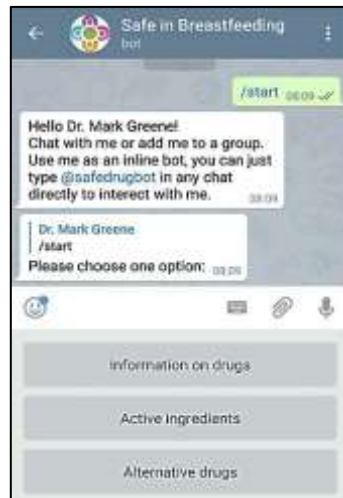 Safe in Breastfeeding
bot
/start 08:09
Hello Dr. Mark Greene!
Chat with me or add me to a group.
Use me as an inline bot, you can just
type @safedrugbot in any chat
directly to interect with me. 08:09
Dr. Mark Greene
/start
Please choose one option: 08:09
Information on drugs
Active ingredients
Alternative drugs